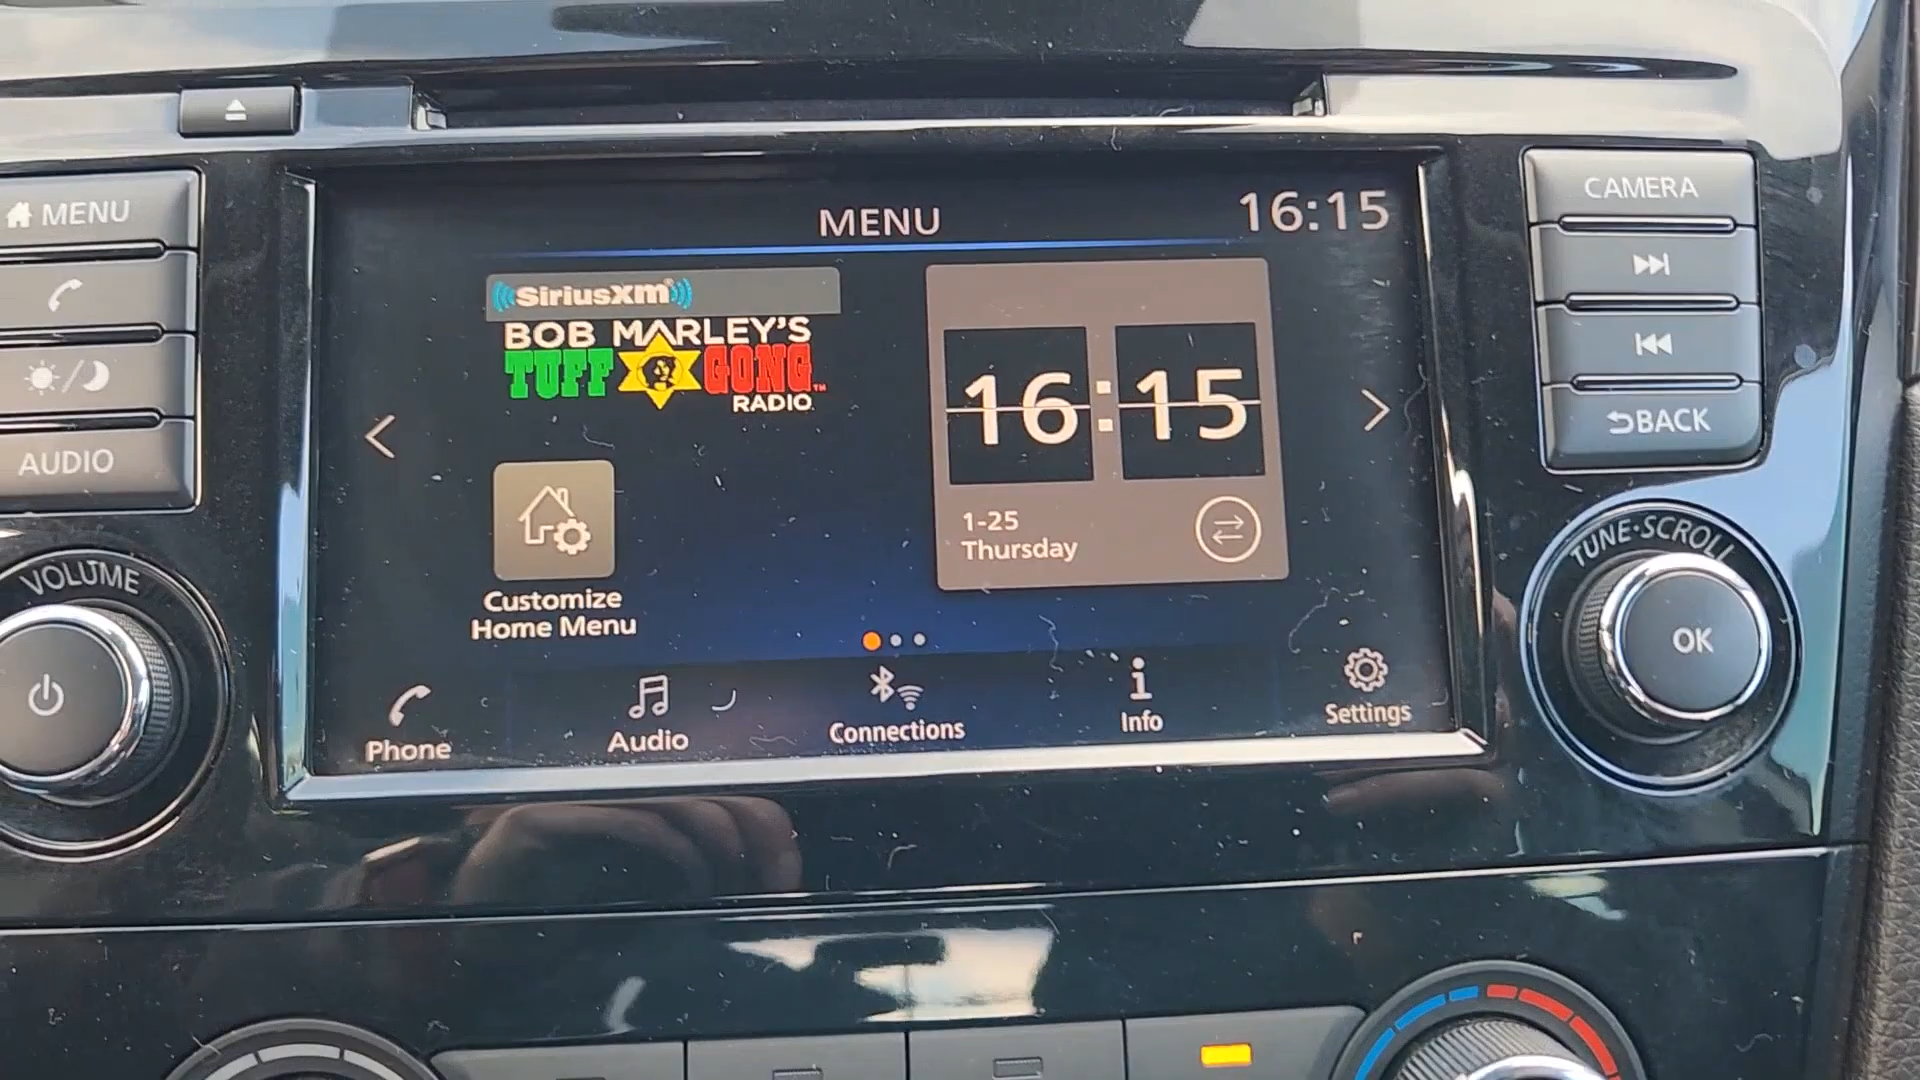 MENU
AUDIO
VOLUME
MENU
16:15
SiriusXm
BOB MARLEY'S
TUFF GONG™
RADIO
16:15
1-25
Thursday
Customize
Home Menu
Phone
Audio
Connections
Info
Settings
CAMERA
BACK
TUNE·SCROLL
OK